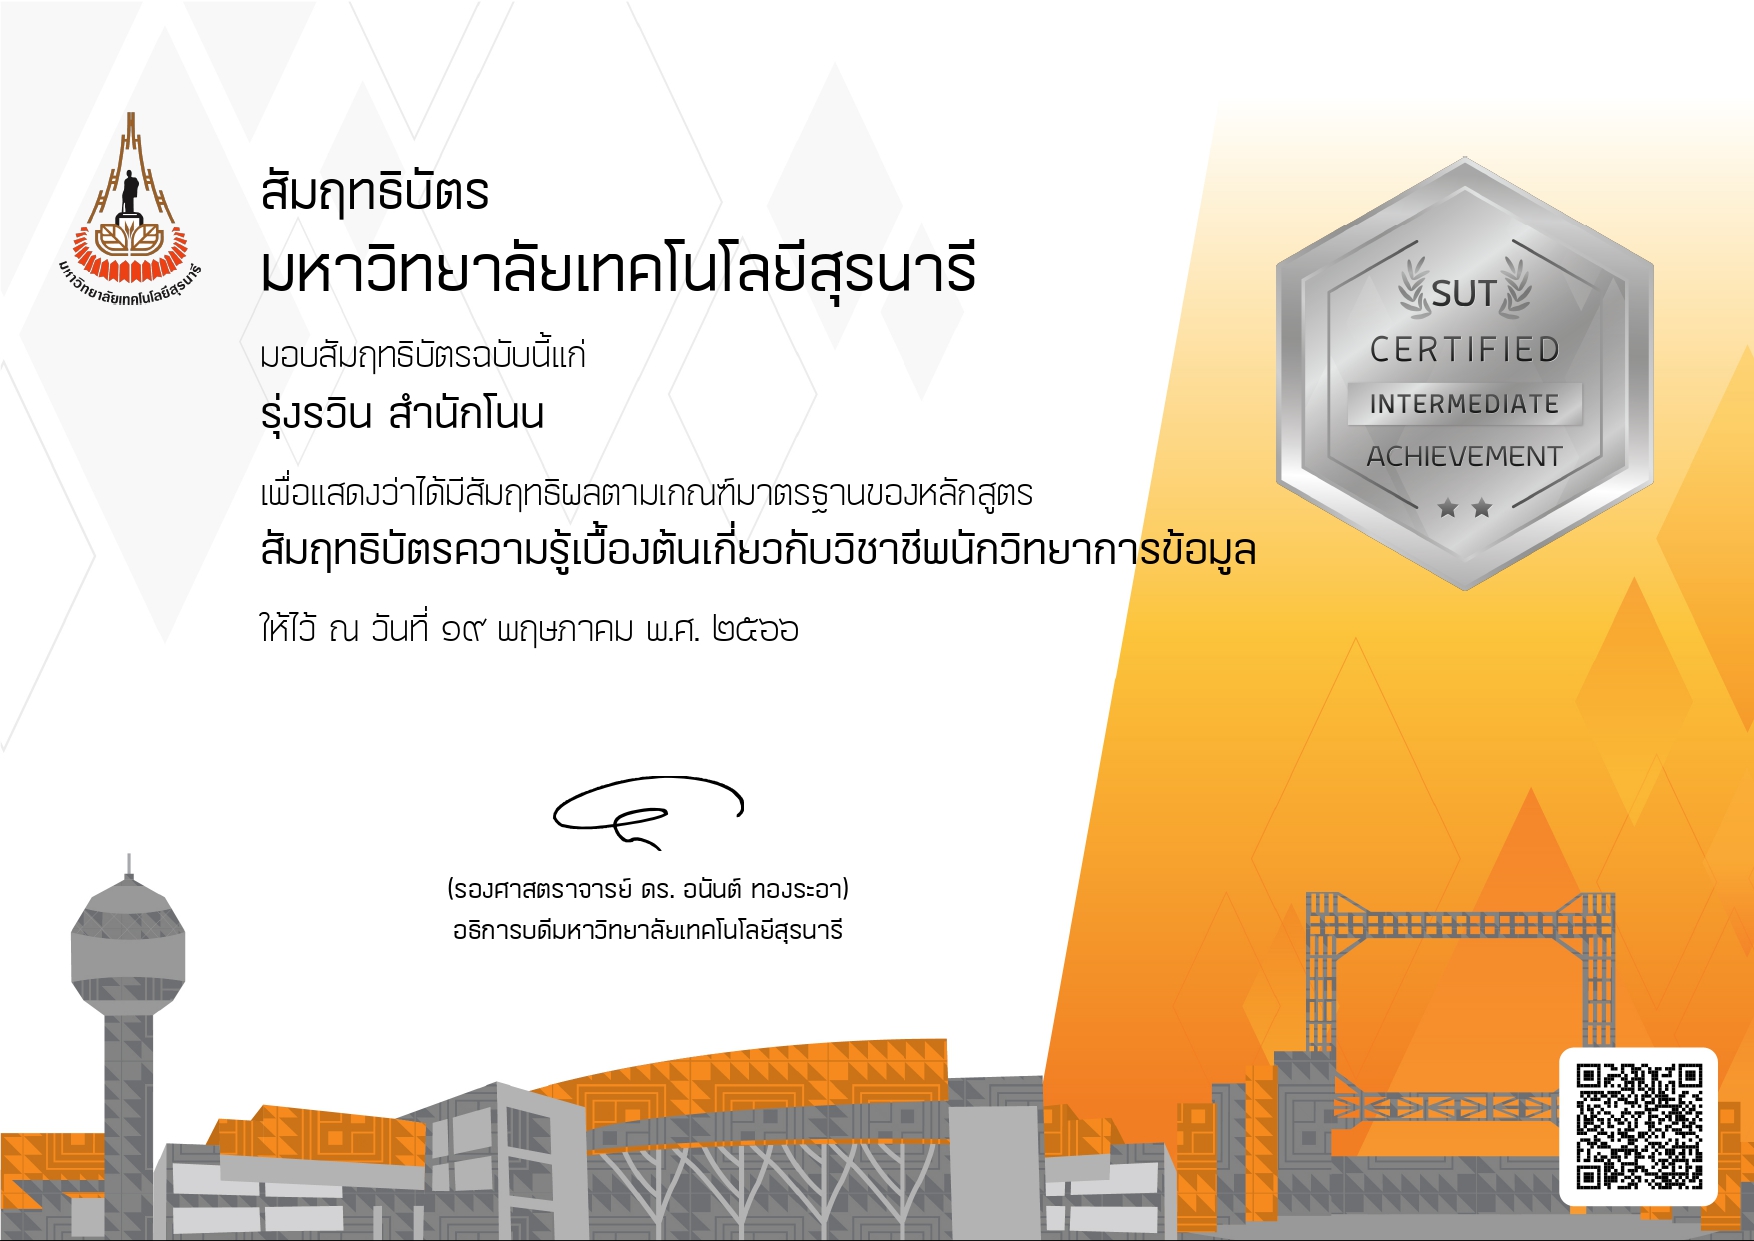 สัมฤทธิบัตร
มหาวิทยาลัยเทคโนโลยีสุรนารี
มอบสัมฤทธิบัตรฉบับนี้แก่
รุ่งรวิน สำนักโนน
เพื่อแสดงว่าได้มีสัมฤทธิผลตามเกณฑ์มาตรฐานของหลักสูตร
สัมฤทธิบัตรความรู้เบื้องต้นเกี่ยวกับวิชาชีพนักวิทยาการข้อมูล
ให้ไว้ ณ วันที่ ๑๙ พฤษภาคม พ.ศ. ๒๕๖๖
(รองศาสตราจารย์ ดร. อนันต์ ทองระอา)
อธิการบดีมหาวิทยาลัยเทคโนโลยีสุรนารี
มหาวิทยาลัยเทคโนโลยีสุรนารี
SUT
CERTIFIED
INTERMEDIATE
ACHIEVEMENT